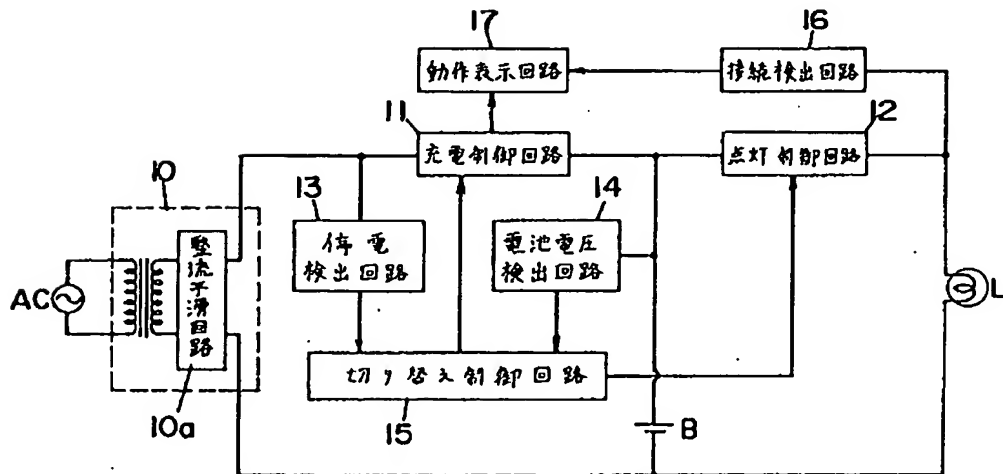 17
16
動作表示回路
接続検出回路
11
12
充電制御回路
点灯制御回路
10
13
14
停電
検出回路
電池電圧
検出回路
整流平滑回路
AC
L
切り替え制御回路
10a
15
B